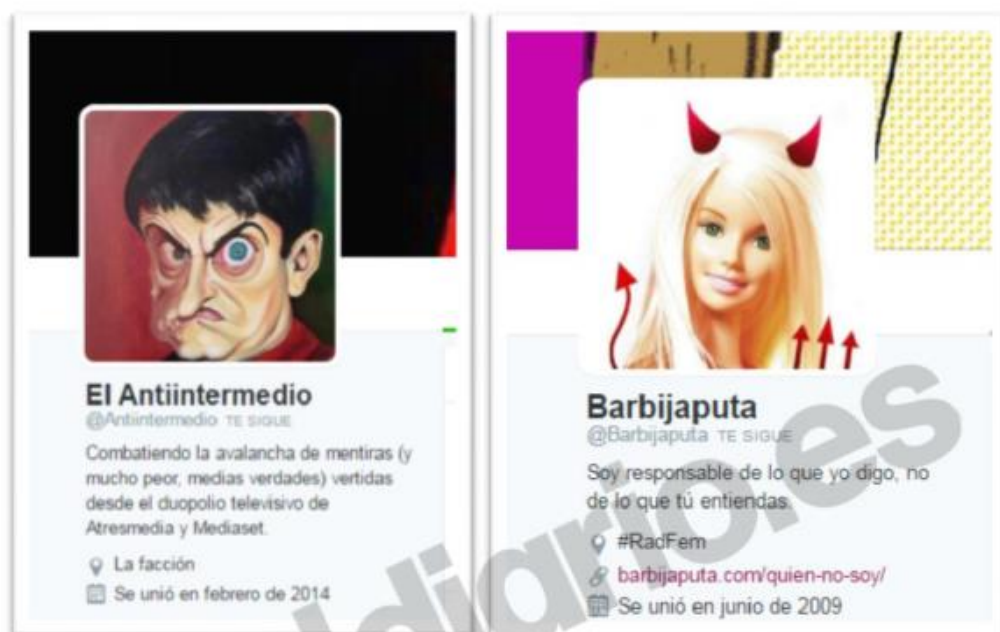 El Antiintermedio
@Antiintermedio TE SIGUE
Combatiendo la avalancha de mentiras (y
mucho peor, medias verdades) vertidas
desde el duopolio televisivo de
Atresmedia y Mediaset.
La facción
Se unió en febrero de 2014
Barbijaputa
@Barbijaputa TE SIGUE
Soy responsable de lo que yo digo, no
de lo que tú entiendas.
#RadFem
barbijaputa.com/quien-no-soy/
Se unió en junio de 2009
ldiario.es